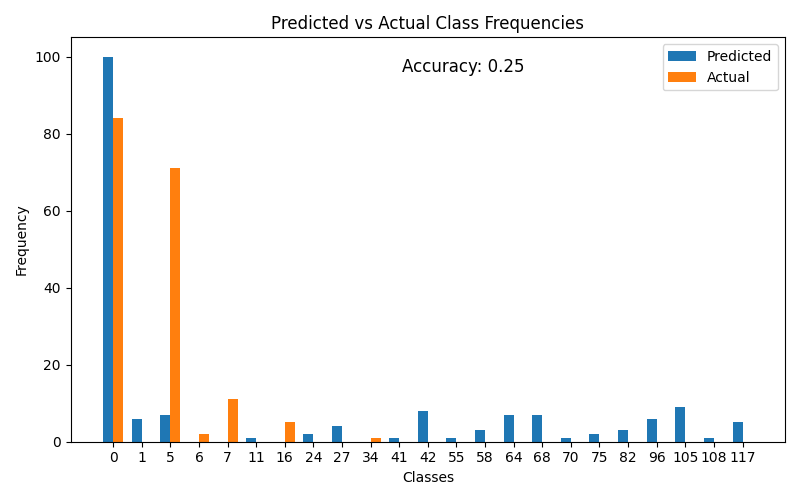 Predicted vs Actual Class Frequencies
Accuracy: 0.25
Predicted
Actual
100
80
60
40
20
0
Frequency
0 1 5 6 7 11 16 24 27 34 41 42 55 58 64 68 70 75 82 96 105 108 117
Classes